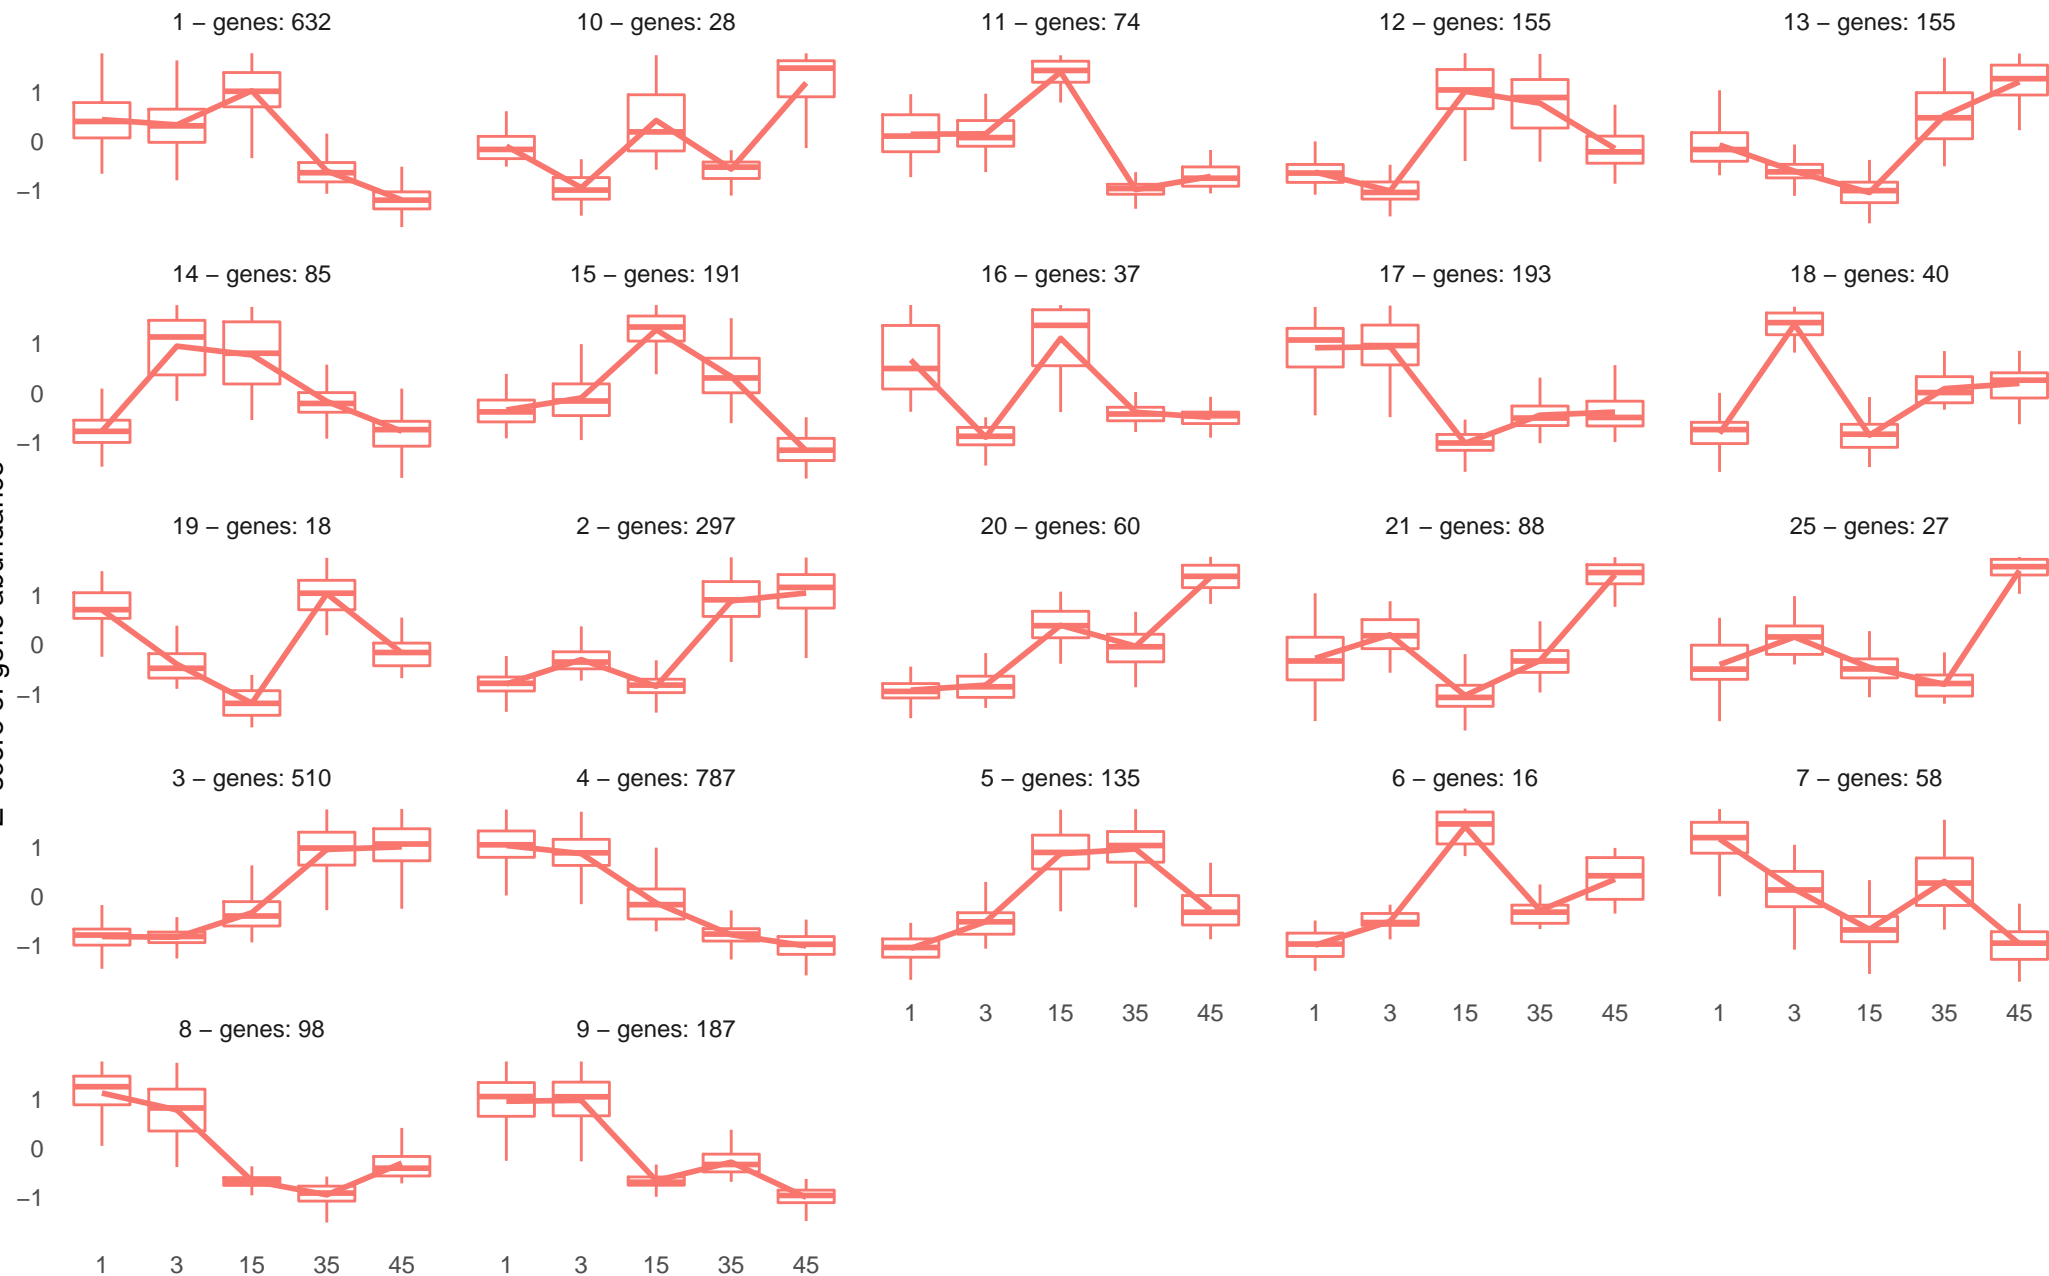 1 – genes: 632
10 – genes: 28
11 – genes: 74
12 – genes: 155
13 – genes: 155
1
0
−1
14 – genes: 85
15 – genes: 191
16 – genes: 37
17 – genes: 193
18 – genes: 40
1
0
−1
19 – genes: 18
2 – genes: 297
20 – genes: 60
21 – genes: 88
25 – genes: 27
1
0
−1
3 – genes: 510
4 – genes: 787
5 – genes: 135
6 – genes: 16
7 – genes: 58
1
0
−1
1 3 15 35 45
1 3 15 35 45
1 3 15 35 45
8 – genes: 98
9 – genes: 187
1
0
−1
1 3 15 35 45
1 3 15 35 45